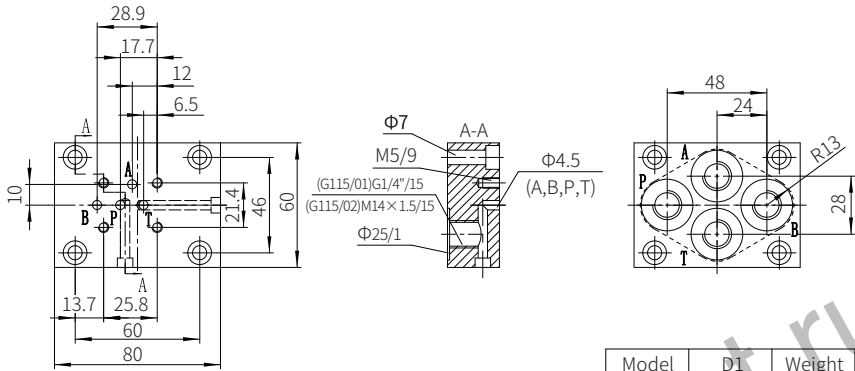 28.9
17.7
12
6.5
A
A
10
B
P
T
21.4
46
60
A
13.7
25.8
60
80
Φ7
A-A
M5/9
(G115/01)G1/4"/15
(G115/02)M14×1.5/15
Φ25/1
Φ4.5
(A,B,P,T)
48
24
R13
A
P
28
B
T
Model D1 Weight